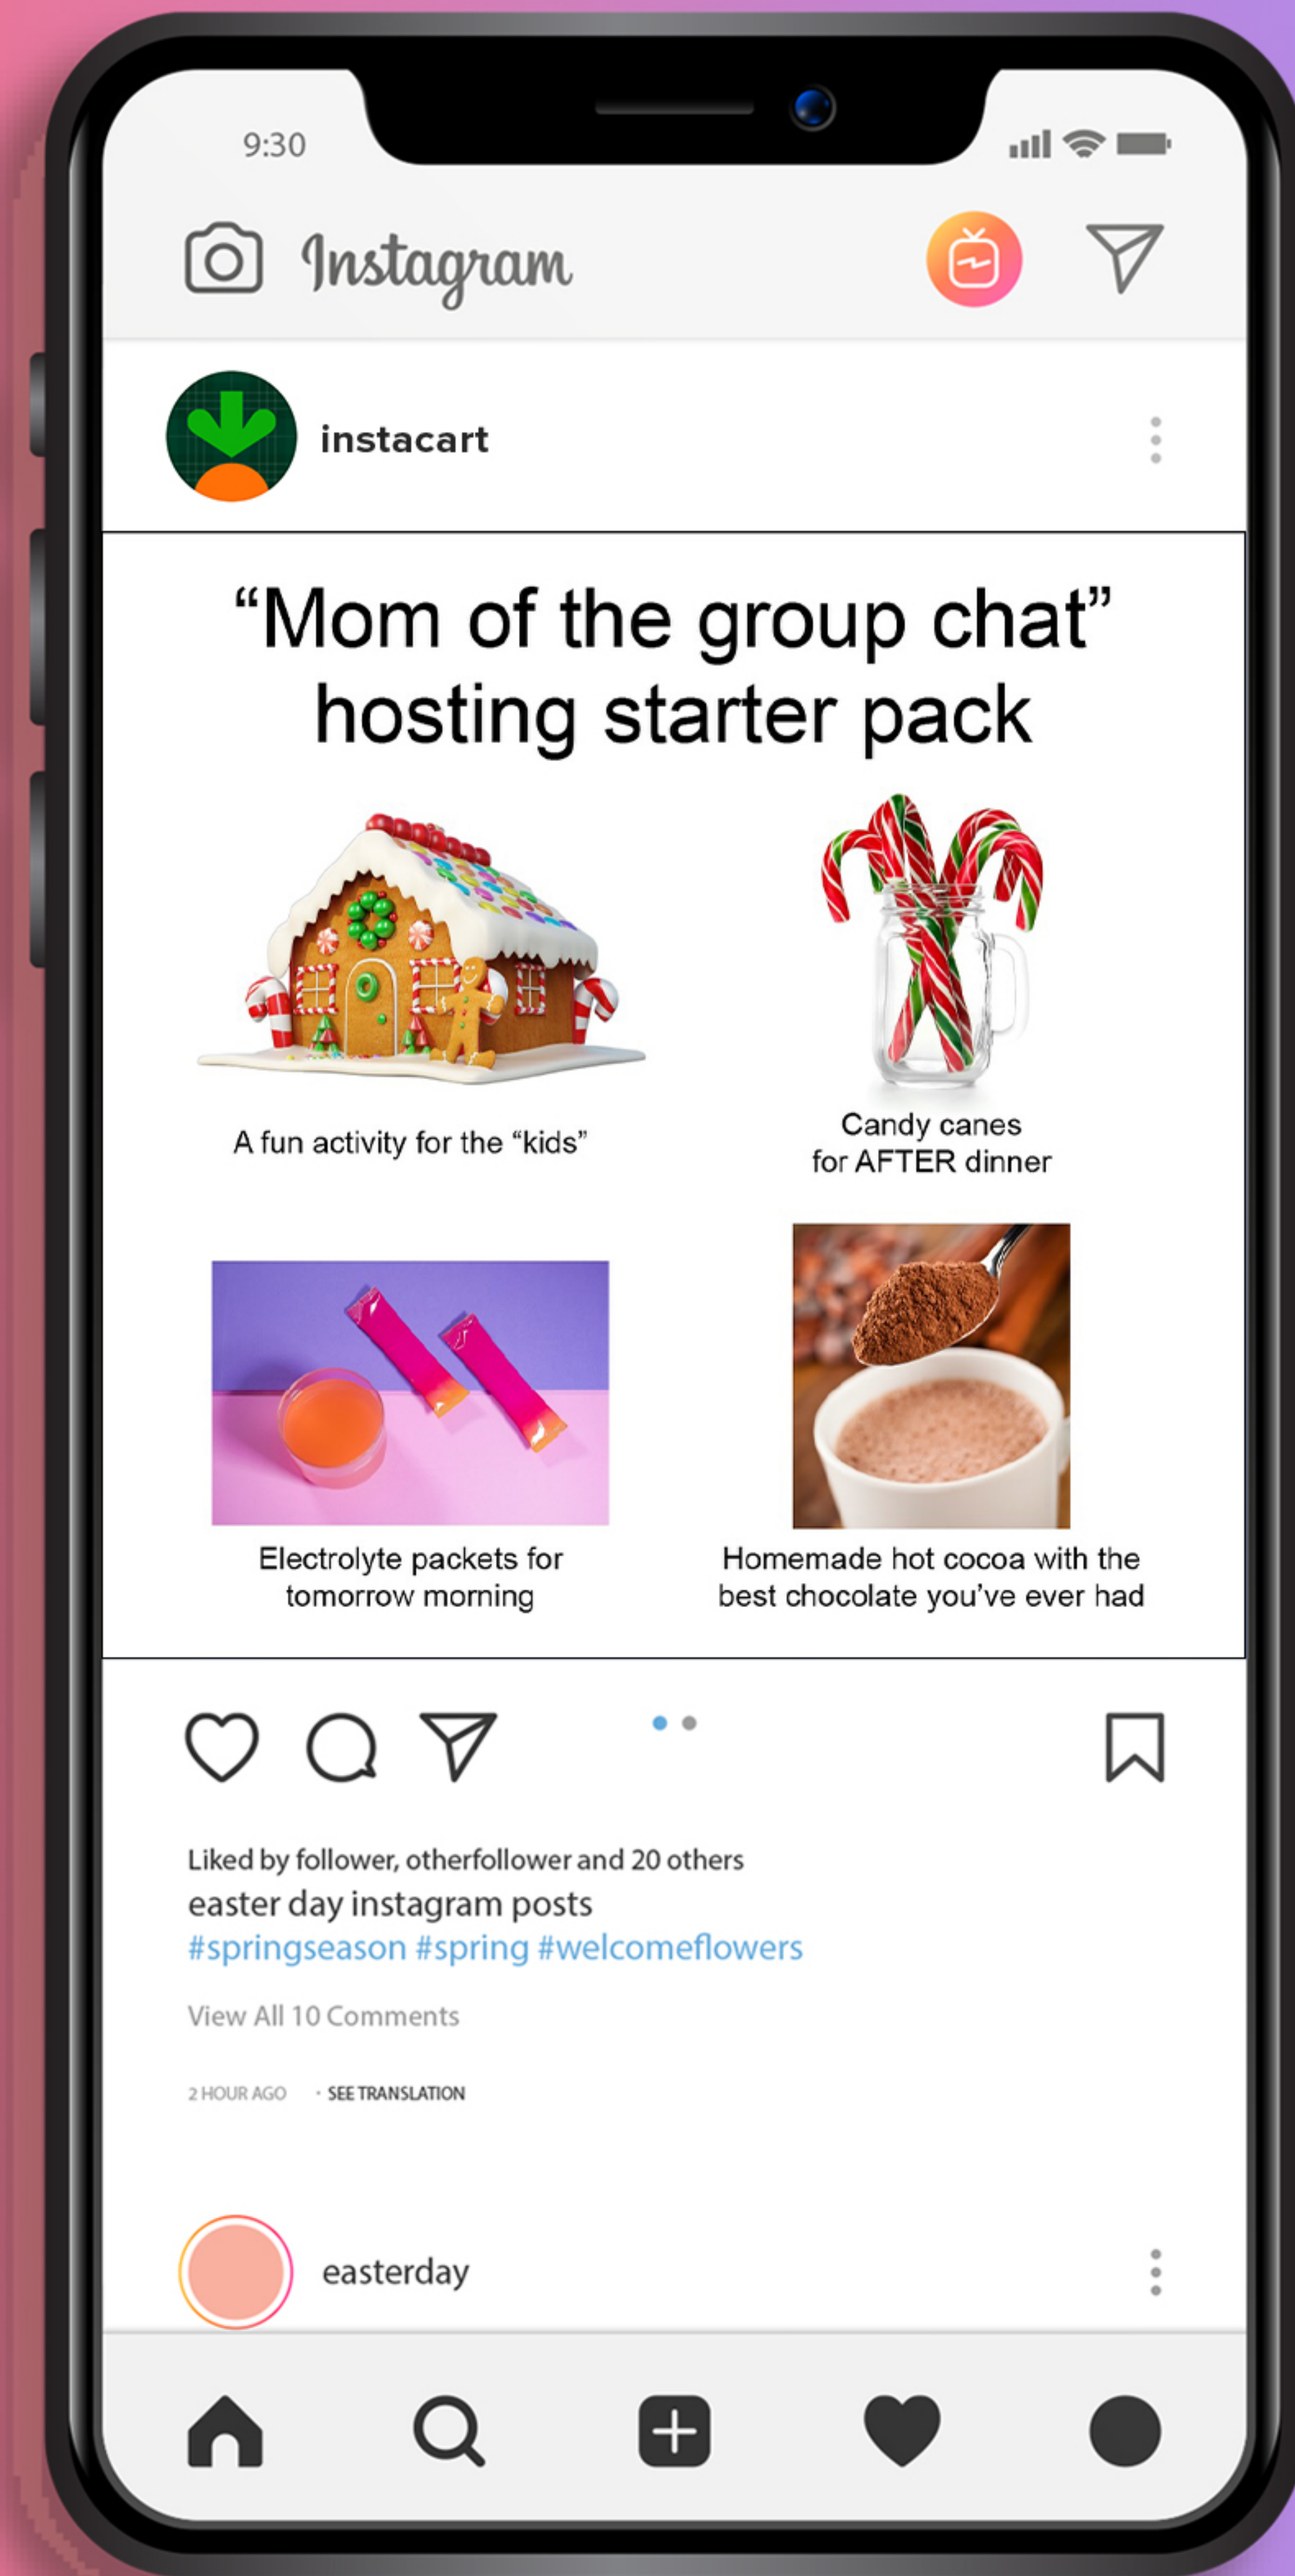 9:30
Instagram
instacart
“Mom of the group chat”
hosting starter pack
A fun activity for the “kids”
Candy canes
for AFTER dinner
Electrolyte packets for
tomorrow morning
Homemade hot cocoa with the
best chocolate you’ve ever had
Liked by follower, otherfollower and 20 others
easter day instagram posts
#springseason #spring #welcomeflowers
View All 10 Comments
2 HOUR AGO · SEE TRANSLATION
easterday